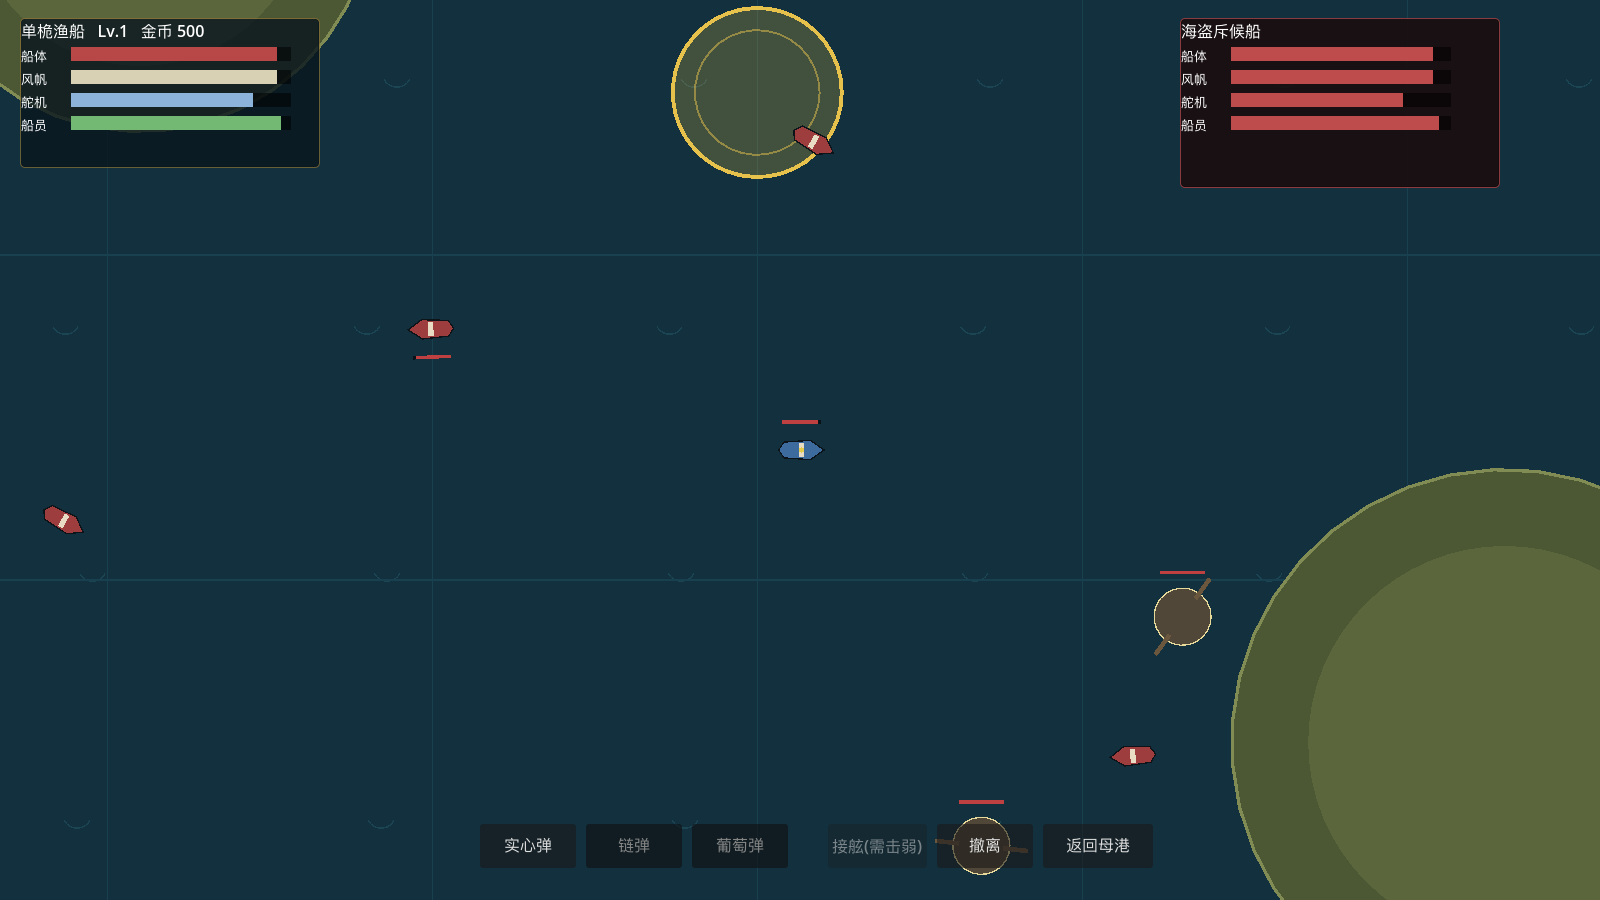 单桅渔船 Lv.1 金币 500
船体
风帆
舵机
船员
海盗斥候船
船体
风帆
舵机
船员
实心弹
链弹
葡萄弹
接舷(需击弱)
撤离
返回母港